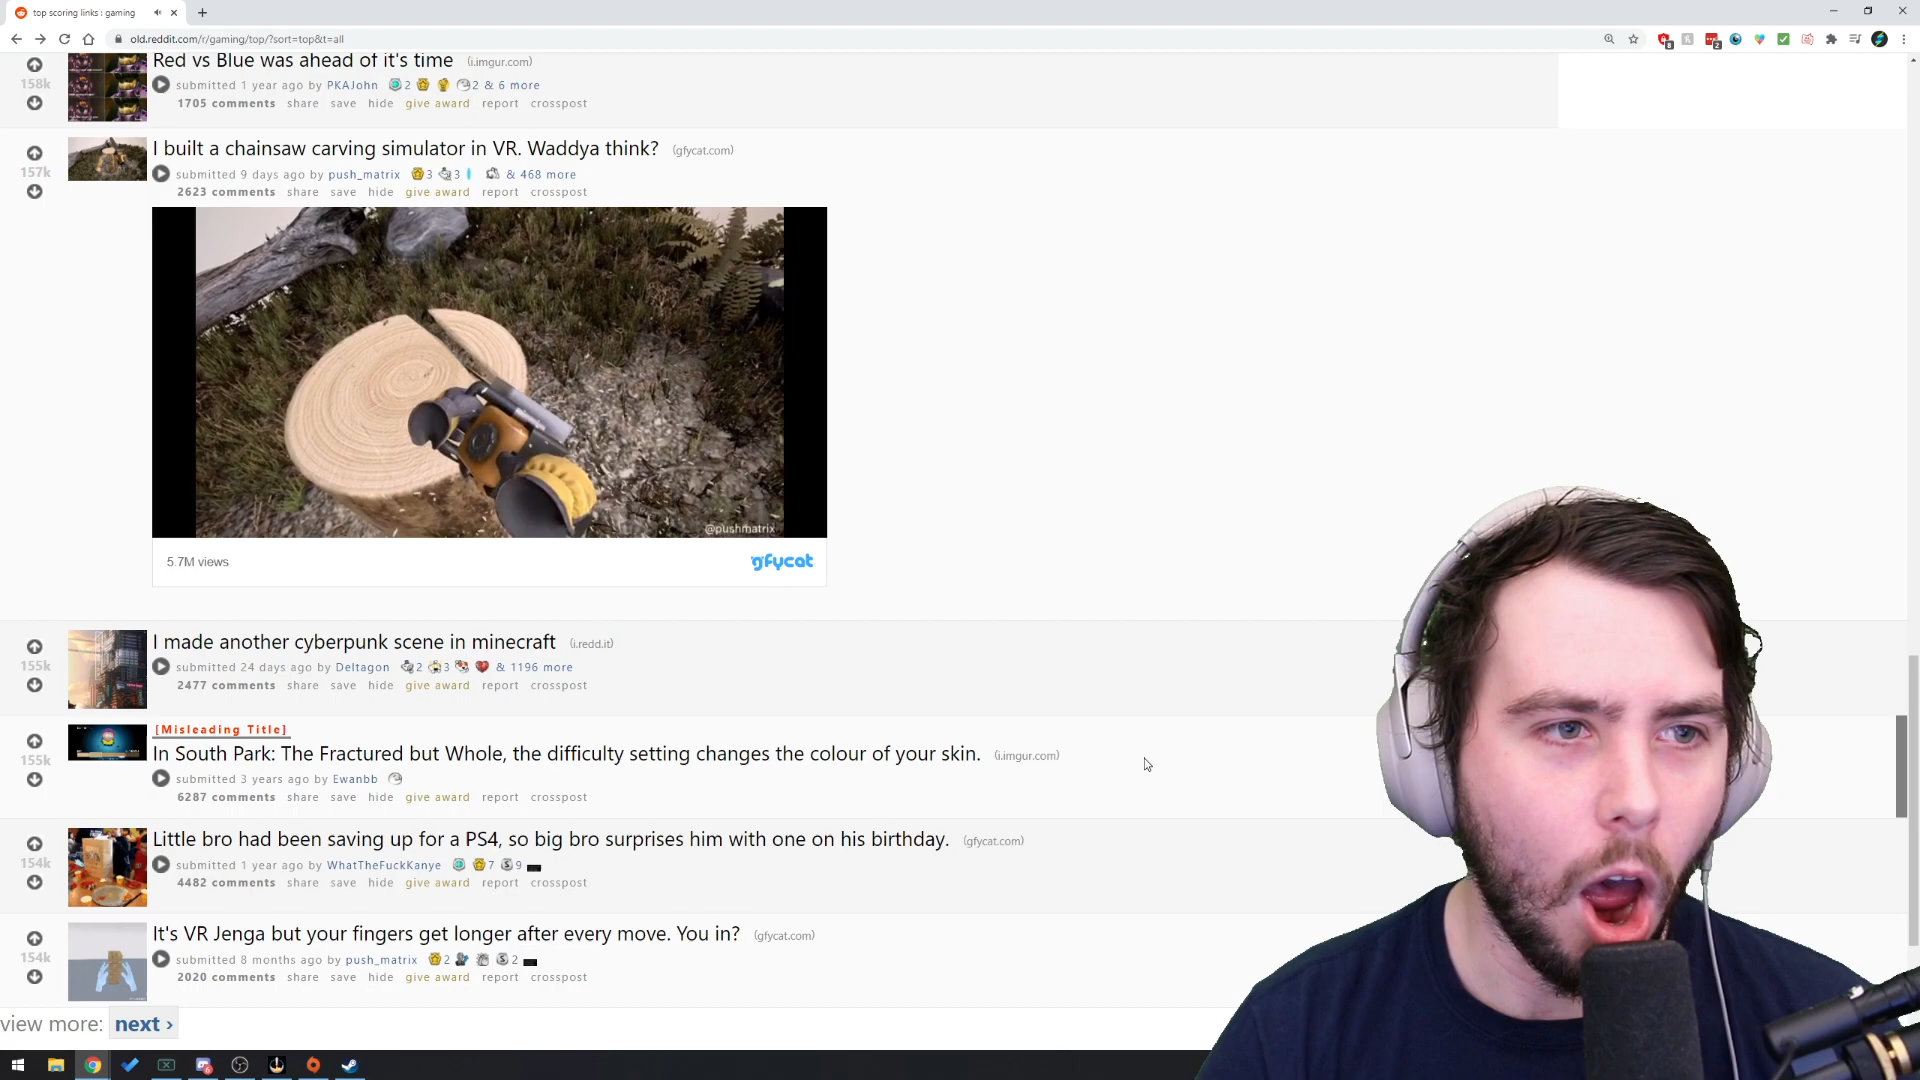 top scoring links : gaming
old.reddit.com/r/gaming/top/?sort=top&t=all
8
2
158k
Red vs Blue was ahead of it's time (i.imgur.com)
submitted 1 year ago by PKAJohn 2 2 & 6 more
1705 comments share save hide give award report crosspost
157k
I built a chainsaw carving simulator in VR. Waddya think? (gfycat.com)
submitted 9 days ago by push_matrix 3 3 & 468 more
2623 comments share save hide give award report crosspost
@pushmatrix
5.7M views
gfycat
155k
I made another cyberpunk scene in minecraft (i.redd.it)
submitted 24 days ago by Deltagon 2 3 & 1196 more
2477 comments share save hide give award report crosspost
155k
[Misleading Title]
In South Park: The Fractured but Whole, the difficulty setting changes the colour of your skin. (i.imgur.com)
submitted 3 years ago by Ewanbb
6287 comments share save hide give award report crosspost
154k
Little bro had been saving up for a PS4, so big bro surprises him with one on his birthday. (gfycat.com)
submitted 1 year ago by WhatTheFuckKanye 7 9
4482 comments share save hide give award report crosspost
154k
It's VR Jenga but your fingers get longer after every move. You in? (gfycat.com)
submitted 8 months ago by push_matrix 2 2
2020 comments share save hide give award report crosspost
view more: next ›